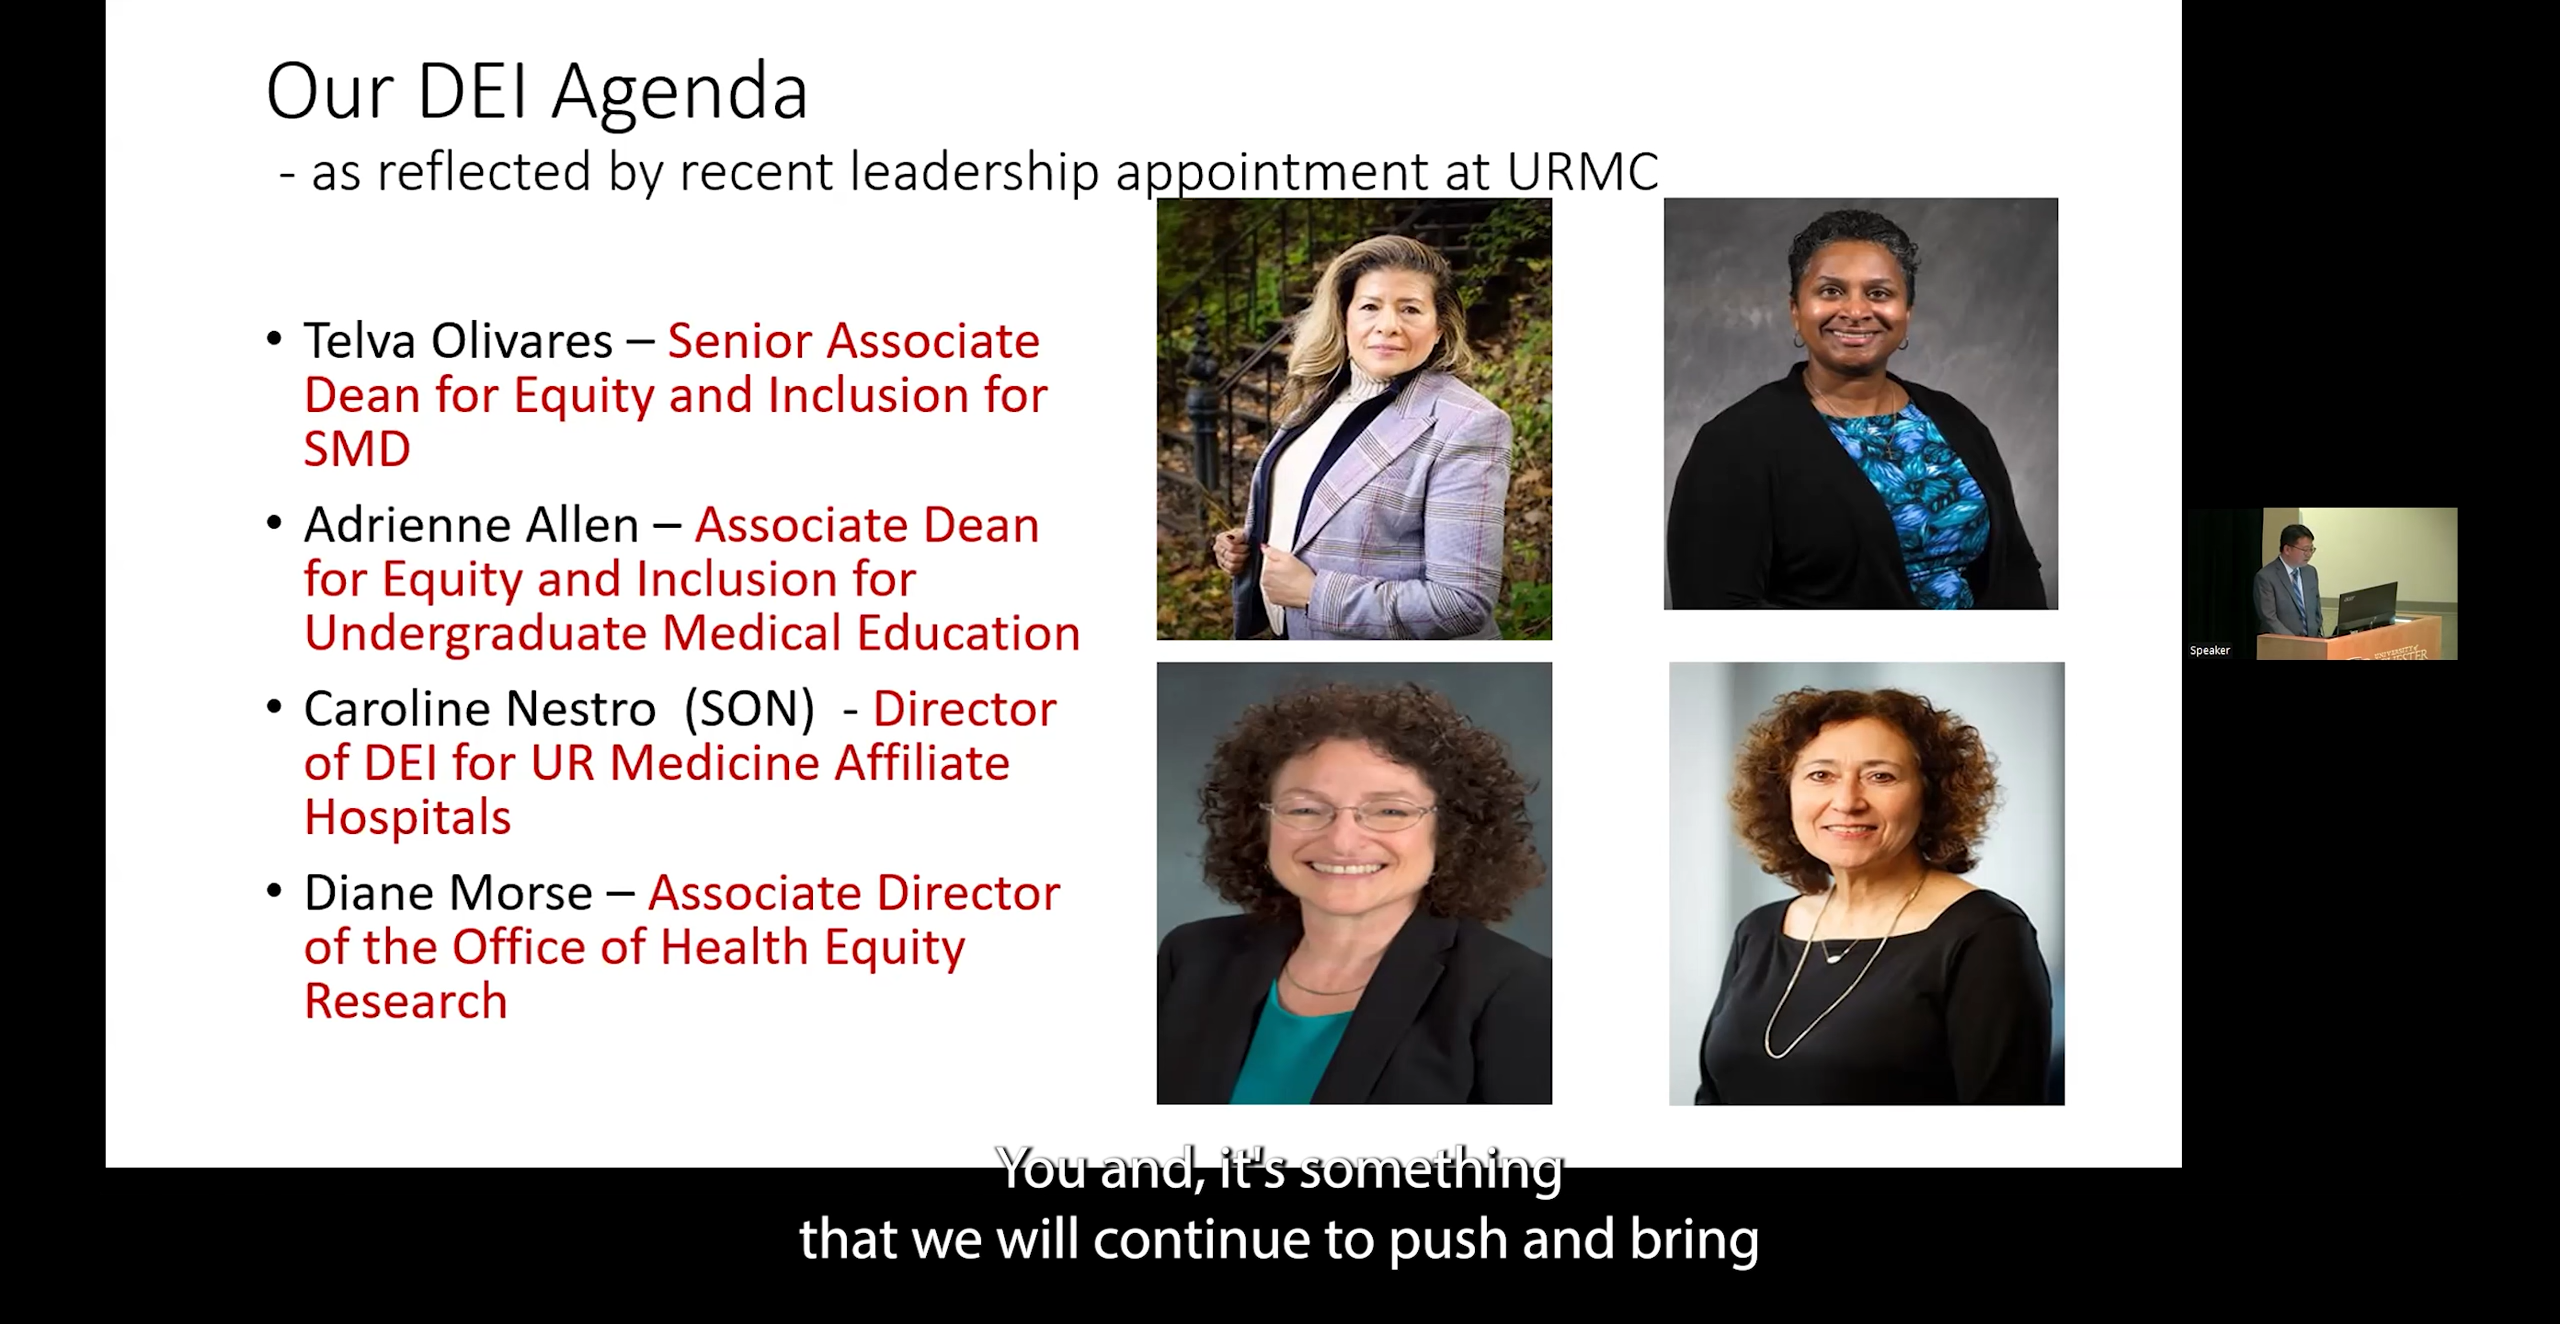 Our DEI Agenda
- as reflected by recent leadership appointment at URMC
• Telva Olivares – Senior Associate
Dean for Equity and Inclusion for
SMD
• Adrienne Allen – Associate Dean
for Equity and Inclusion for
Undergraduate Medical Education
• Caroline Nestro (SON) - Director
of DEI for UR Medicine Affiliate
Hospitals
• Diane Morse – Associate Director
of the Office of Health Equity
Research
Speaker
UNIVERSITY of
You and, it's something
that we will continue to push and bring